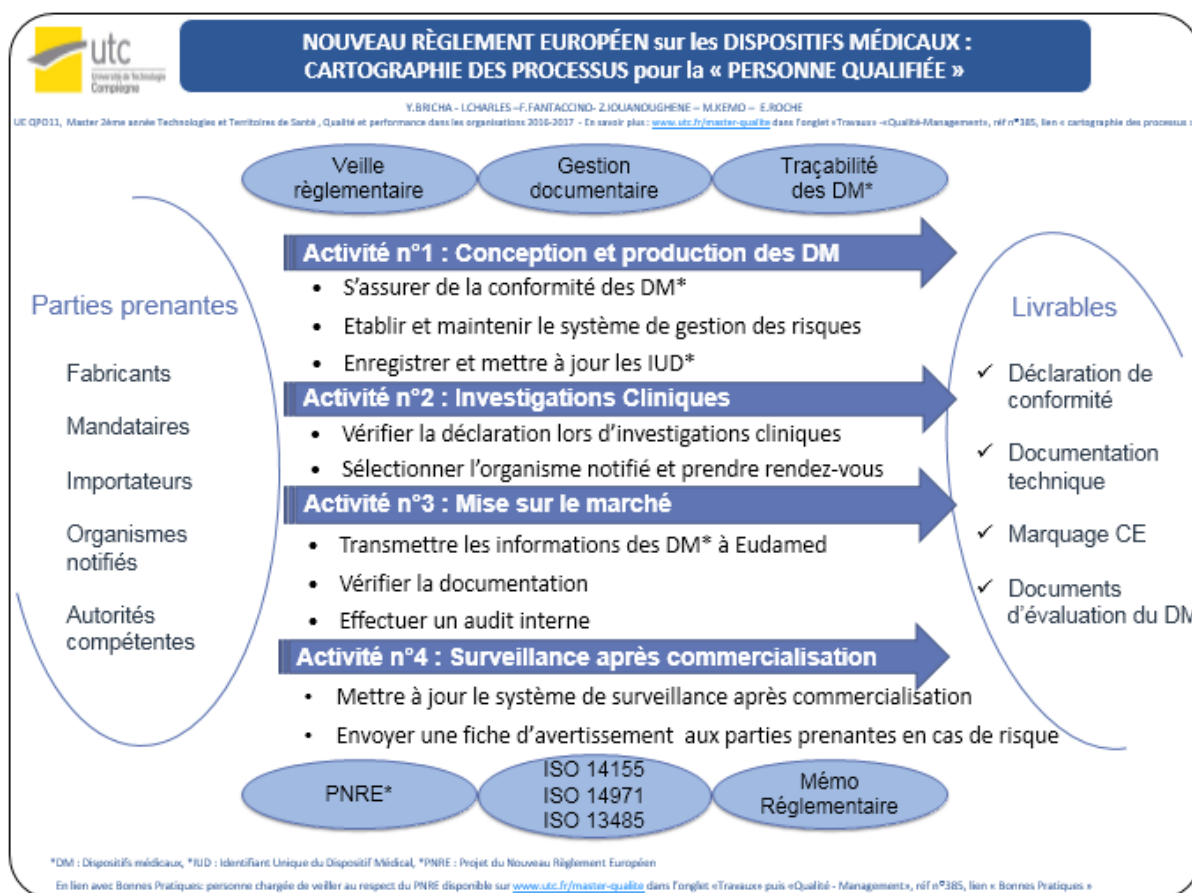 utc
Université de Technologie
Compiègne
NOUVEAU RÈGLEMENT EUROPÉEN sur les DISPOSITIFS MÉDICAUX :
CARTOGRAPHIE DES PROCESSUS pour la « PERSONNE QUALIFIÉE »
Y.BRICHA - I.CHARLES –F.FANTACCINO- Z.IOUANOUGHENE – M.KEMO – E.ROCHE
UE QPO11, Master 2ème année Technologies et Territoires de Santé , Qualité et performance dans les organisations 2016-2017 - En savoir plus : www.utc.fr/master-qualite dans l'onglet «Travaux» -«Qualité-Management», réf n°385, lien « cartographie des processus »
Veille
règlementaire
Gestion
documentaire
Traçabilité
des DM*
Parties prenantes
Fabricants
Mandataires
Importateurs
Organismes
notifiés
Autorités
compétentes
Activité n°1 : Conception et production des DM
• S'assurer de la conformité des DM*
• Etablir et maintenir le système de gestion des risques
• Enregistrer et mettre à jour les IUD*
Activité n°2 : Investigations Cliniques
• Vérifier la déclaration lors d'investigations cliniques
• Sélectionner l'organisme notifié et prendre rendez-vous
Activité n°3 : Mise sur le marché
• Transmettre les informations des DM* à Eudamed
• Vérifier la documentation
• Effectuer un audit interne
Activité n°4 : Surveillance après commercialisation
• Mettre à jour le système de surveillance après commercialisation
• Envoyer une fiche d'avertissement aux parties prenantes en cas de risque
Livrables
✓ Déclaration de
conformité
✓ Documentation
technique
✓ Marquage CE
✓ Documents
d'évaluation du DM
PNRE*
ISO 14155
ISO 14971
ISO 13485
Mémo
Réglementaire
*DM : Dispositifs médicaux, *IUD : Identifiant Unique du Dispositif Médical, *PNRE : Projet du Nouveau Règlement Européen
En lien avec Bonnes Pratiques: personne chargée de veiller au respect du PNRE disponible sur www.utc.fr/master-qualite dans l'onglet «Travaux» puis «Qualité - Management», réf n°385, lien « Bonnes Pratiques »